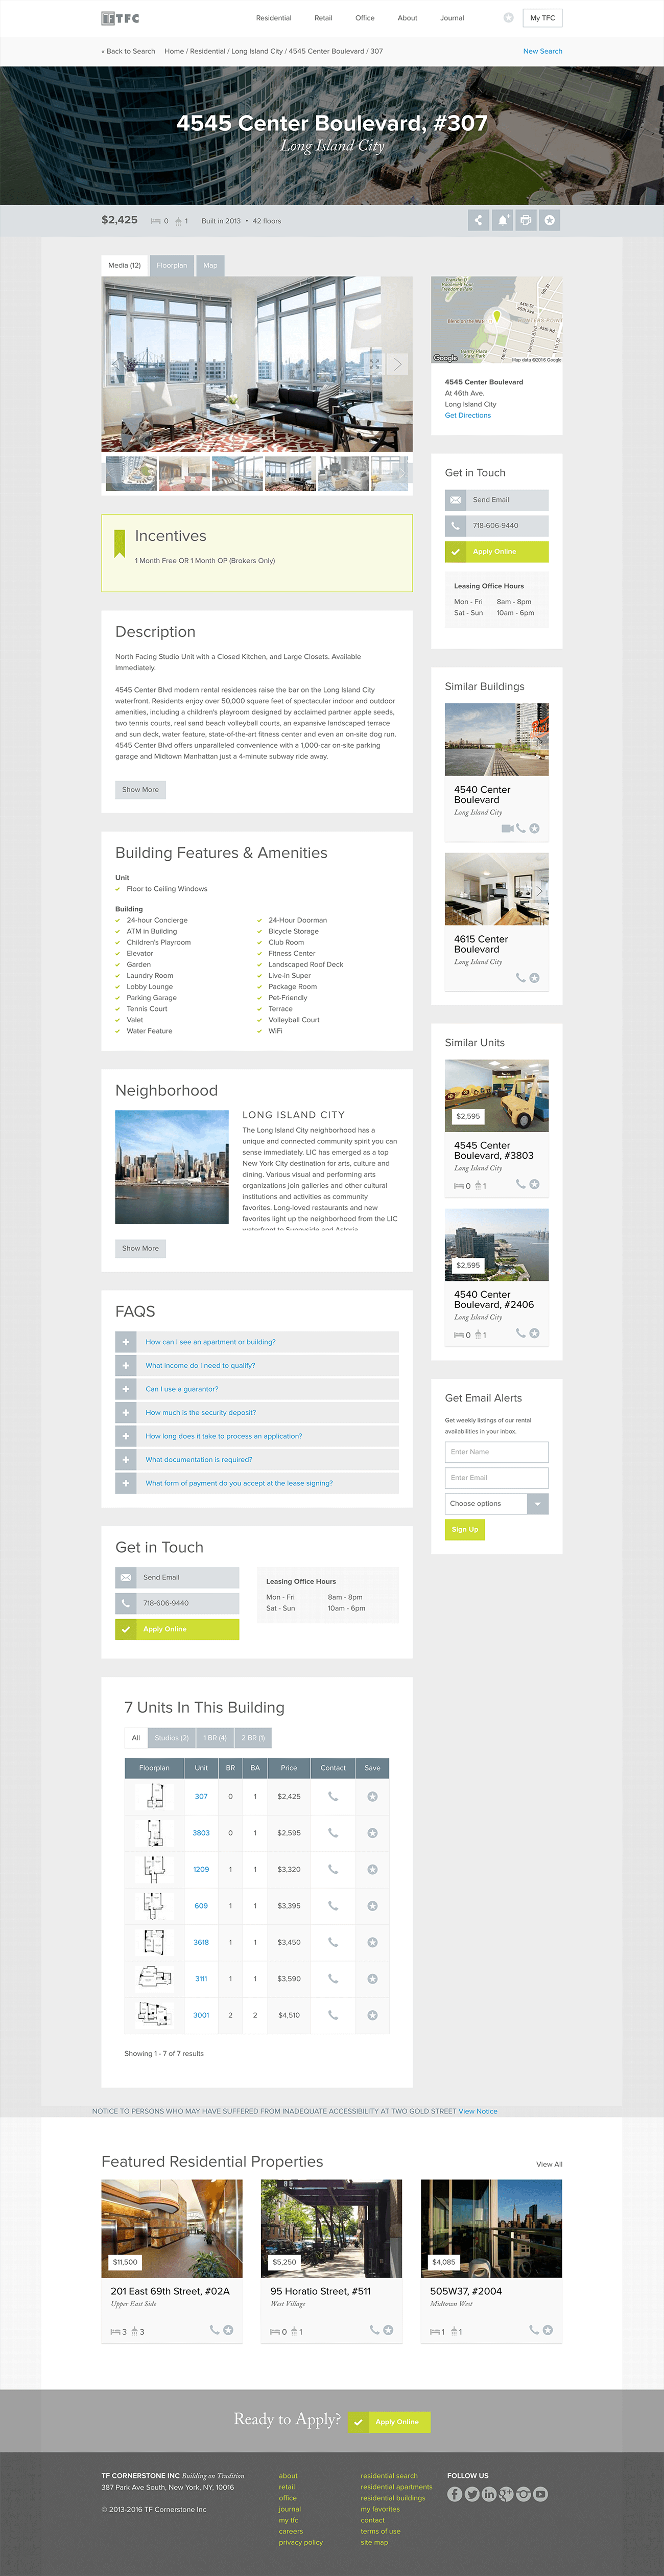 TFC
Residential
Retail
Office
About
Journal
My TFC
« Back to Search
Home / Residential / Long Island City / 4545 Center Boulevard / 307
New Search
4545 Center Boulevard, #307
Long Island City
$2,425
0
1
Built in 2013 • 42 floors
Media (12)
Floorplan
Map
Google
Map data ©2016 Google
4545 Center Boulevard
At 46th Ave.
Long Island City
Get Directions
Get in Touch
Send Email
718-606-9440
Apply Online
Leasing Office Hours
Mon - Fri 8am - 8pm
Sat - Sun 10am - 6pm
Incentives
1 Month Free OR 1 Month OP (Brokers Only)
Description
North Facing Studio Unit with a Closed Kitchen, and Large Closets. Available
Immediately.
4545 Center Blvd modern rental residences raise the bar on the Long Island City
waterfront. Residents enjoy over 50,000 square feet of spectacular indoor and outdoor
amenities, including a children's playroom designed by acclaimed partner apple seeds,
two tennis courts, real sand beach volleyball courts, an expansive landscaped terrace
and sun deck, water feature, state-of-the-art fitness center and even an on-site dog run.
4545 Center Blvd offers unparalleled convenience with a 1,000-car on-site parking
garage and Midtown Manhattan just a 4-minute subway ride away.
Show More
Similar Buildings
4540 Center
Boulevard
Long Island City
4615 Center
Boulevard
Long Island City
Building Features & Amenities
Unit
Floor to Ceiling Windows
Building
24-hour Concierge
ATM in Building
Children's Playroom
Elevator
Garden
Laundry Room
Lobby Lounge
Parking Garage
Tennis Court
Valet
Water Feature
24-Hour Doorman
Bicycle Storage
Club Room
Fitness Center
Landscaped Roof Deck
Live-in Super
Package Room
Pet-Friendly
Terrace
Volleyball Court
WiFi
Similar Units
$2,595
4545 Center
Boulevard, #3803
Long Island City
0 1
$2,595
4540 Center
Boulevard, #2406
Long Island City
0 1
Neighborhood
LONG ISLAND CITY
The Long Island City neighborhood has a
unique and connected community spirit you can
sense immediately. LIC has emerged as a top
New York City destination for arts, culture and
dining. Various visual and performing arts
organizations join galleries and other cultural
institutions and activities as community
favorites. Long-loved restaurants and new
favorites light up the neighborhood from the LIC
waterfront to Sunnyside and Astoria.
Show More
FAQS
How can I see an apartment or building?
What income do I need to qualify?
Can I use a guarantor?
How much is the security deposit?
How long does it take to process an application?
What documentation is required?
What form of payment do you accept at the lease signing?
Get Email Alerts
Get weekly listings of our rental
availabilities in your inbox.
Enter Name
Enter Email
Choose options
Sign Up
Get in Touch
Send Email
718-606-9440
Apply Online
Leasing Office Hours
Mon - Fri 8am - 8pm
Sat - Sun 10am - 6pm
7 Units In This Building
All
Studios (2)
1 BR (4)
2 BR (1)
Floorplan Unit BR BA Price Contact Save
307 0 1 $2,425
3803 0 1 $2,595
1209 1 1 $3,320
609 1 1 $3,395
3618 1 1 $3,450
3111 1 1 $3,590
3001 2 2 $4,510
Showing 1 - 7 of 7 results
NOTICE TO PERSONS WHO MAY HAVE SUFFERED FROM INADEQUATE ACCESSIBILITY AT TWO GOLD STREET View Notice
Featured Residential Properties
View All
$11,500
201 East 69th Street, #02A
Upper East Side
3 3
$5,250
95 Horatio Street, #511
West Village
0 1
$4,085
505W37, #2004
Midtown West
1 1
Ready to Apply?
Apply Online
TF CORNERSTONE INC Building on Tradition
387 Park Ave South, New York, NY, 10016
© 2013-2016 TF Cornerstone Inc
about
retail
office
journal
my tfc
careers
privacy policy
residential search
residential apartments
residential buildings
my favorites
contact
terms of use
site map
FOLLOW US